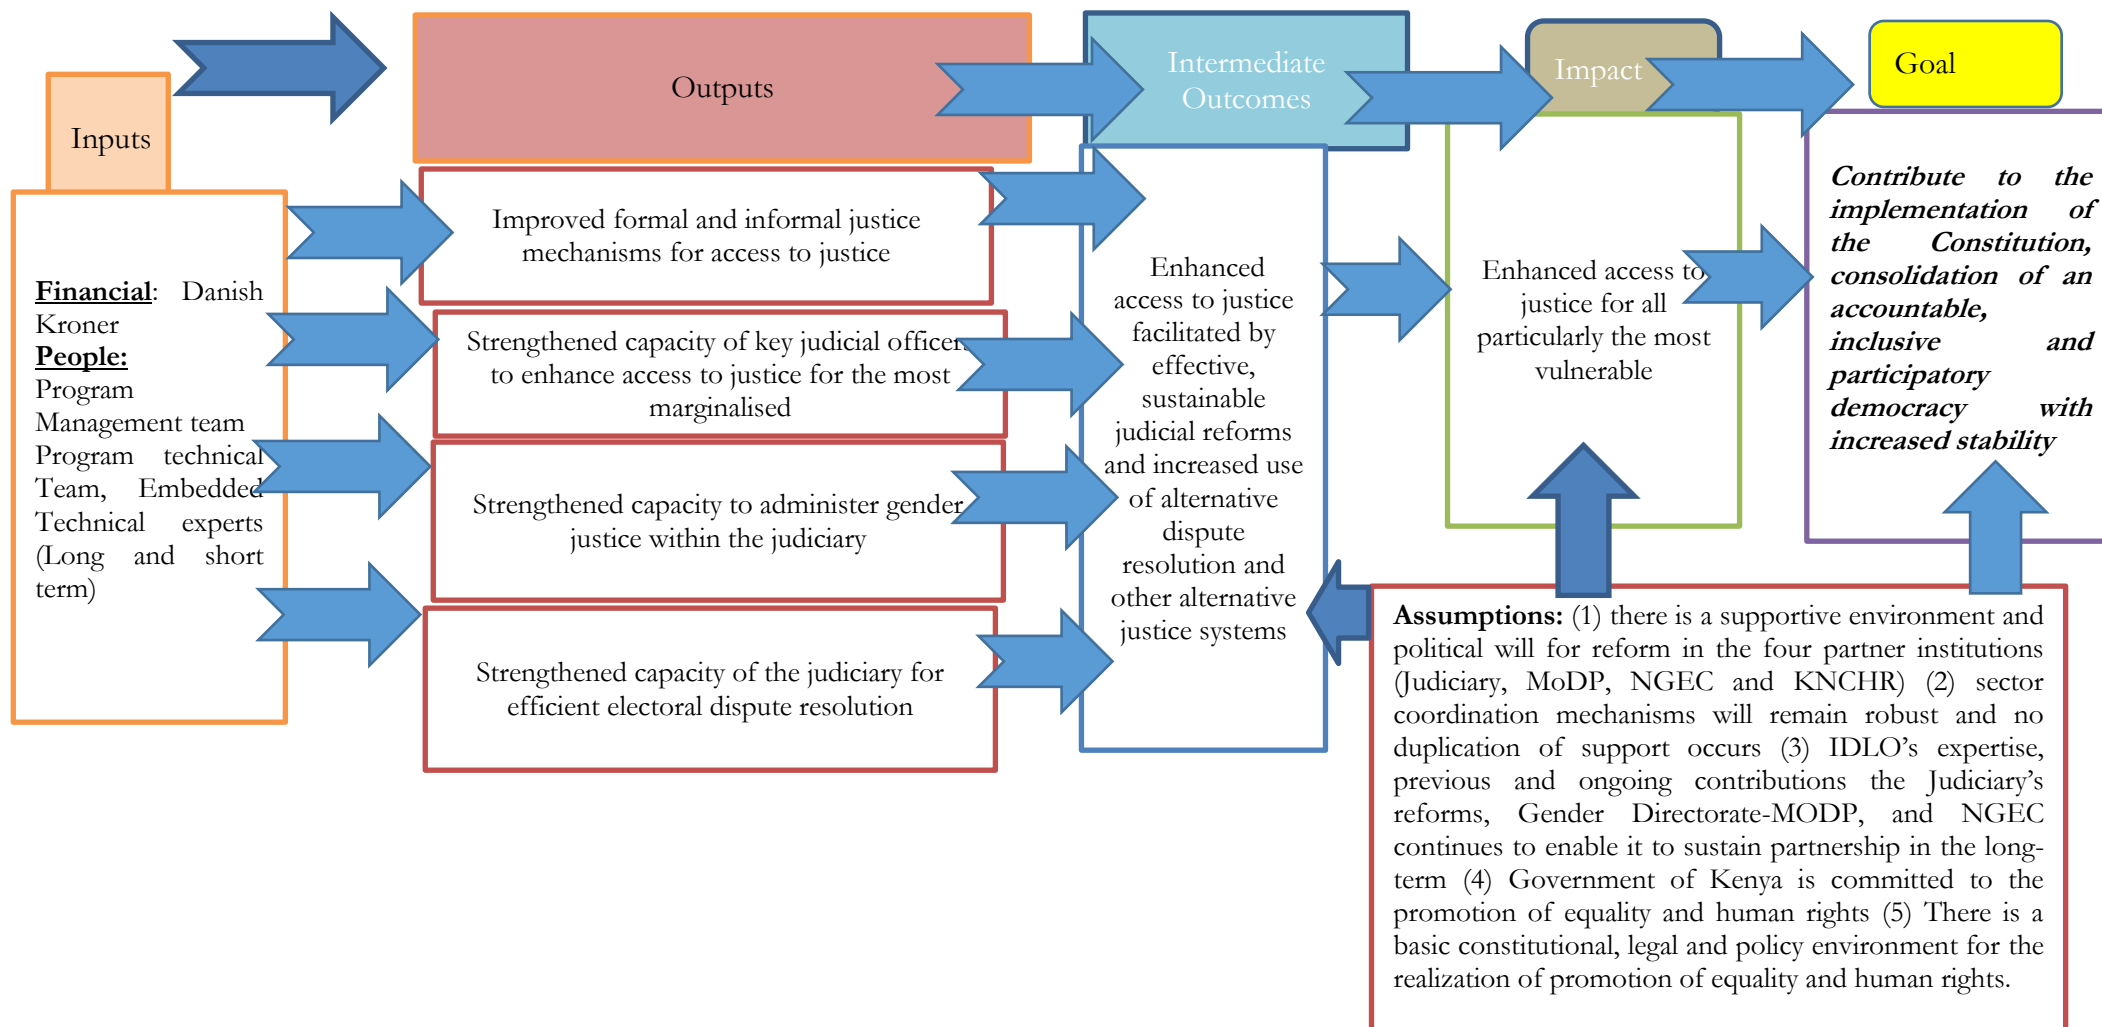 Inputs
Outputs
Intermediate
Outcomes
Impact
Goal
Financial: Danish
Kroner
People:
Program
Management team
Program technical
Team, Embedded
Technical experts
(Long and short
term)
Improved formal and informal justice
mechanisms for access to justice
Strengthened capacity of key judicial officers
to enhance access to justice for the most
marginalised
Strengthened capacity to administer gender
justice within the judiciary
Strengthened capacity of the judiciary for
efficient electoral dispute resolution
Enhanced
access to justice
facilitated by
effective,
sustainable
judicial reforms
and increased use
of alternative
dispute
resolution and
other alternative
justice systems
Enhanced access to
justice for all
particularly the most
vulnerable
Contribute to the
implementation of
the Constitution,
consolidation of an
accountable,
inclusive and
participatory
democracy with
increased stability
Assumptions: (1) there is a supportive environment and
political will for reform in the four partner institutions
(Judiciary, MoDP, NGEC and KNCHR) (2) sector
coordination mechanisms will remain robust and no
duplication of support occurs (3) IDLO’s expertise,
previous and ongoing contributions the Judiciary’s
reforms, Gender Directorate-MODP, and NGEC
continues to enable it to sustain partnership in the long-
term (4) Government of Kenya is committed to the
promotion of equality and human rights (5) There is a
basic constitutional, legal and policy environment for the
realization of promotion of equality and human rights.